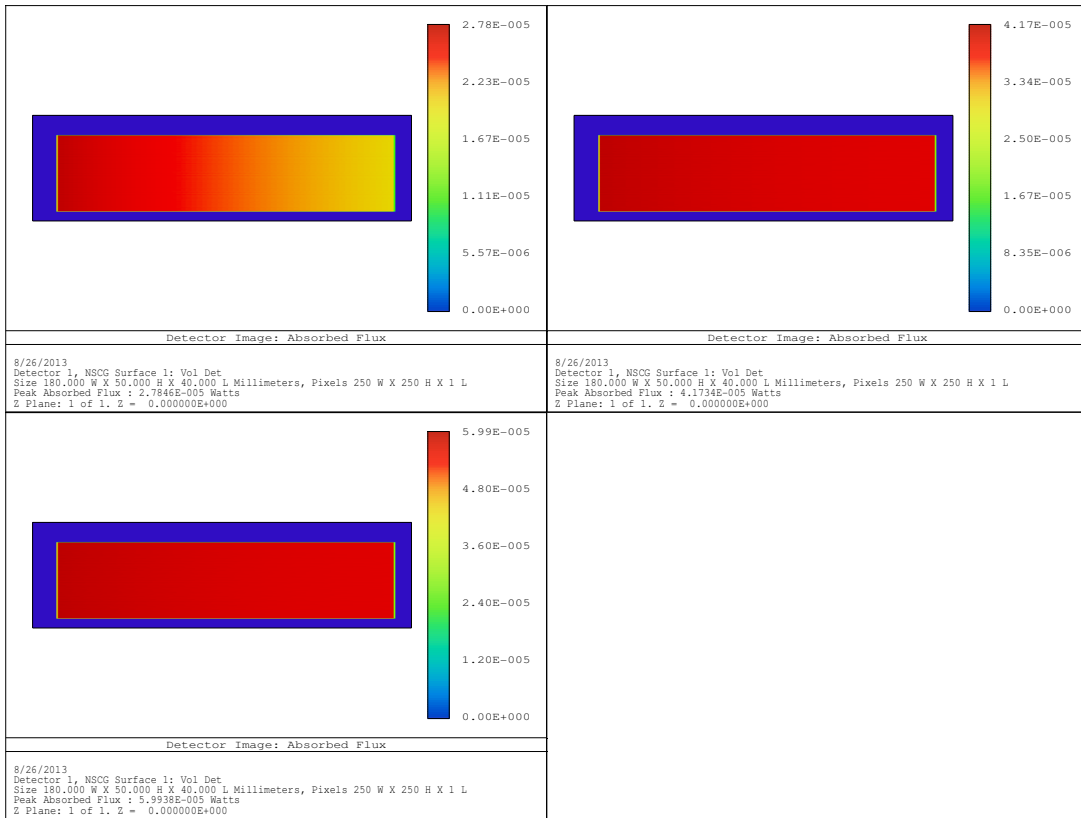 2.78E-005
2.23E-005
1.67E-005
1.11E-005
5.57E-006
0.00E+000
Detector Image: Absorbed Flux
8/26/2013
Detector 1, NSCG Surface 1: Vol Det
Size 180.000 W X 50.000 H X 40.000 L Millimeters, Pixels 250 W X 250 H X 1 L
Peak Absorbed Flux : 2.7846E-005 Watts
Z Plane: 1 of 1. Z =  0.000000E+000
4.17E-005
3.34E-005
2.50E-005
1.67E-005
8.35E-006
0.00E+000
Detector Image: Absorbed Flux
8/26/2013
Detector 1, NSCG Surface 1: Vol Det
Size 180.000 W X 50.000 H X 40.000 L Millimeters, Pixels 250 W X 250 H X 1 L
Peak Absorbed Flux : 4.1734E-005 Watts
Z Plane: 1 of 1. Z =  0.000000E+000
5.99E-005
4.80E-005
3.60E-005
2.40E-005
1.20E-005
0.00E+000
Detector Image: Absorbed Flux
8/26/2013
Detector 1, NSCG Surface 1: Vol Det
Size 180.000 W X 50.000 H X 40.000 L Millimeters, Pixels 250 W X 250 H X 1 L
Peak Absorbed Flux : 5.9938E-005 Watts
Z Plane: 1 of 1. Z =  0.000000E+000